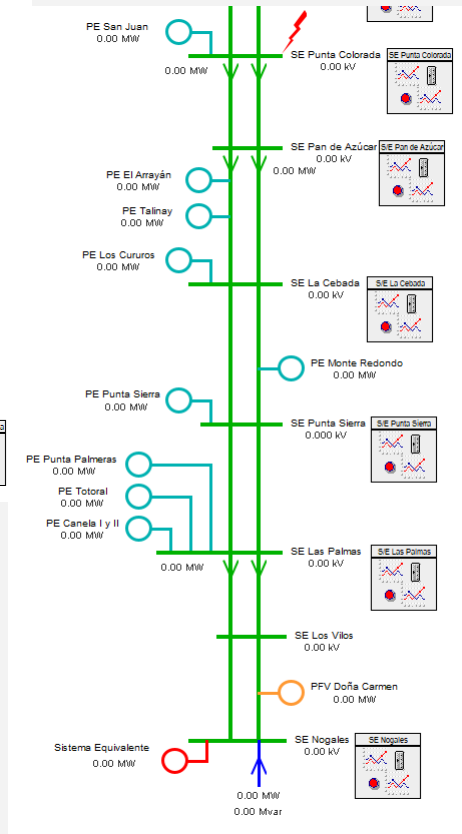 PE San Juan
0.00 MW
0.00 MW
SE Punta Colorada
0.00 kV
SE Punta Colorada
SE Pan de Azúcar
0.00 kV
0.00 MW
S/E Pan de Azúcar
PE El Arrayán
0.00 MW
PE Talinay
0.00 MW
PE Los Cururos
0.00 MW
SE La Cebada
0.00 kV
S/E La Cebada
PE Monte Redondo
0.00 MW
PE Punta Sierra
0.00 MW
SE Punta Sierra
0.000 kV
S/E Punta Sierra
PE Punta Palmeras
0.00 MW
PE Totoral
0.00 MW
PE Canela I y II
0.00 MW
0.00 MW
SE Las Palmas
0.00 kV
S/E Las Palmas
SE Los Vilos
0.00 kV
PFV Doña Carmen
0.00 MW
Sistema Equivalente
0.00 MW
SE Nogales
0.00 kV
SE Nogales
0.00 MW
0.00 Mvar